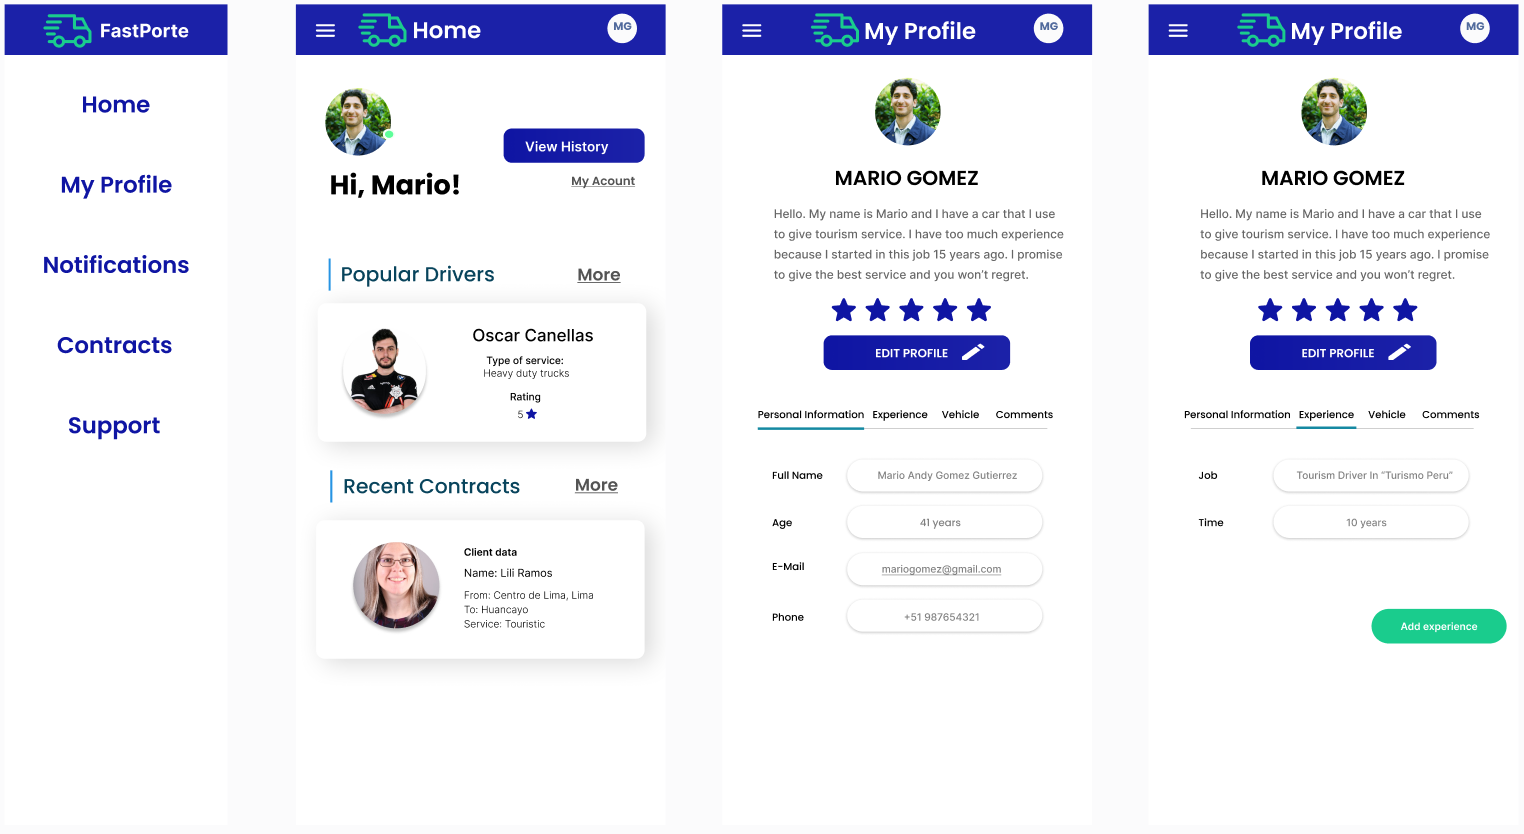 FastPorte
Home
My Profile
Notifications
Contracts
Support
Home
MG
View History
My Acount
Hi, Mario!
Popular Drivers
More
Oscar Canellas
Type of service:
Heavy duty trucks
Rating
5
Recent Contracts
More
Client data
Name: Lili Ramos
From: Centro de Lima, Lima
To: Huancayo
Service: Touristic
My Profile
MG
MARIO GOMEZ
Hello. My name is Mario and I have a car that I use
to give tourism service. I have too much experience
because I started in this job 15 years ago. I promise
to give the best service and you won't regret.
EDIT PROFILE
Personal Information Experience Vehicle Comments
Full Name Mario Andy Gomez Gutierrez
Age 41 years
E-Mail mariogomez@gmail.com
Phone +51 987654321
My Profile
MG
MARIO GOMEZ
Hello. My name is Mario and I have a car that I use
to give tourism service. I have too much experience
because I started in this job 15 years ago. I promise
to give the best service and you won't regret.
EDIT PROFILE
Personal Information Experience Vehicle Comments
Job Tourism Driver In "Turismo Peru"
Time 10 years
Add experience